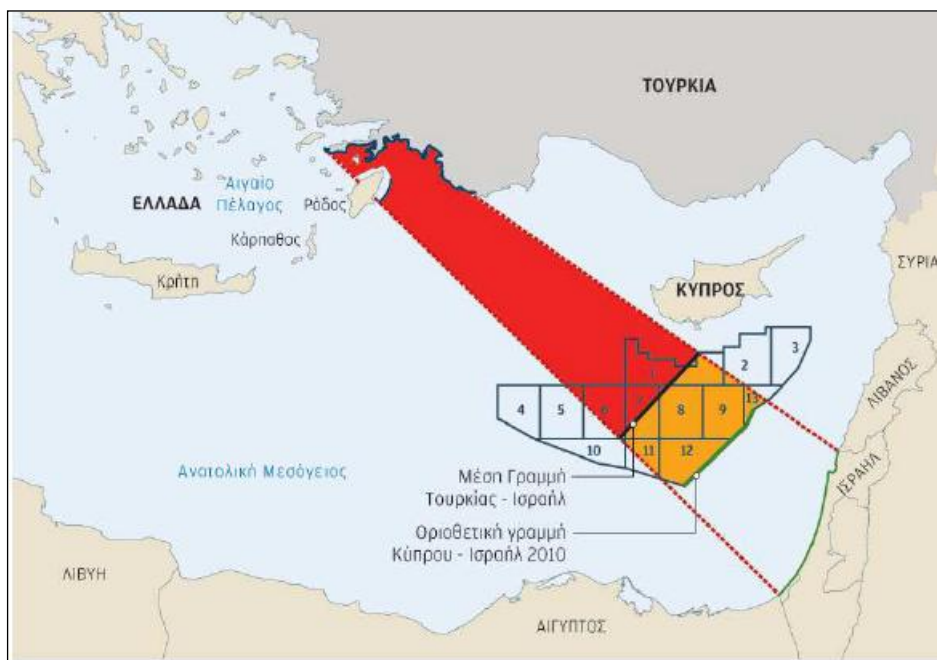 ΤΟΥΡΚΙΑ
ΕΛΛΑΔΑ
Αιγαίο
Πέλαγος
Ρόδος
Κάρπαθος
Κρήτη
ΚΥΠΡΟΣ
ΣΥΡΙΑ
ΛΙΒΑΝΟΣ
ΙΣΡΑΗΛ
1
2
3
4
5
6
7
8
9
13
10
11
12
Ανατολική Μεσόγειος
Μέση Γραμμή
Τουρκίας - Ισραήλ
Οριοθετική γραμμή
Κύπρου - Ισραήλ 2010
ΛΙΒΥΗ
ΑΙΓΥΠΤΟΣ